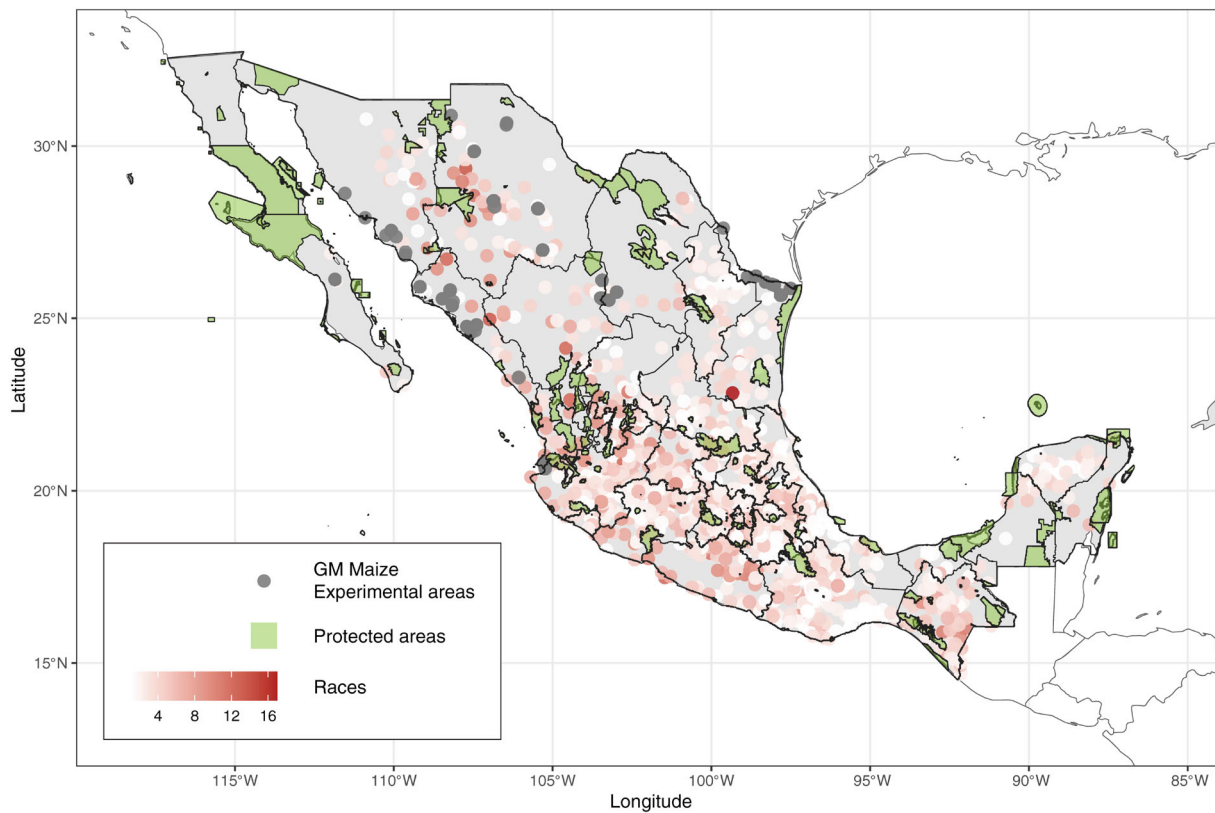 30°N
25°N
20°N
15°N
Latitude
GM Maize
Experimental areas
Protected areas
Races
4 8 12 16
115°W 110°W 105°W 100°W 95°W 90°W 85°W
Longitude